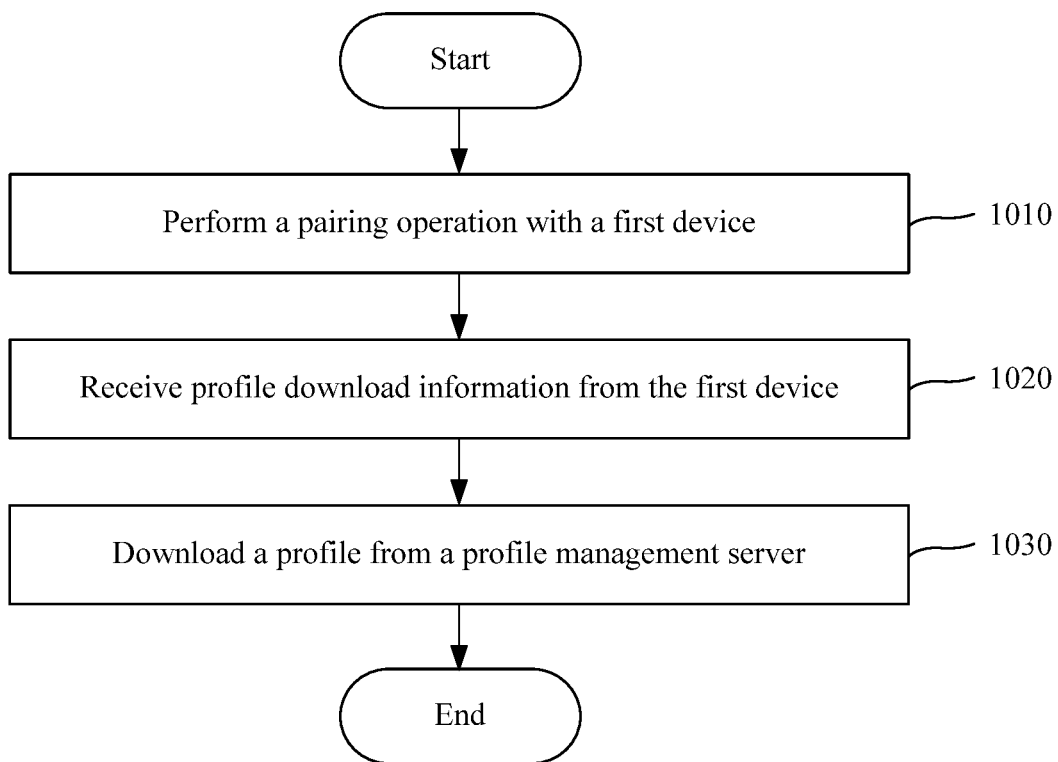 Start
Perform a pairing operation with a first device
1010
Receive profile download information from the first device
1020
Download a profile from a profile management server
1030
End